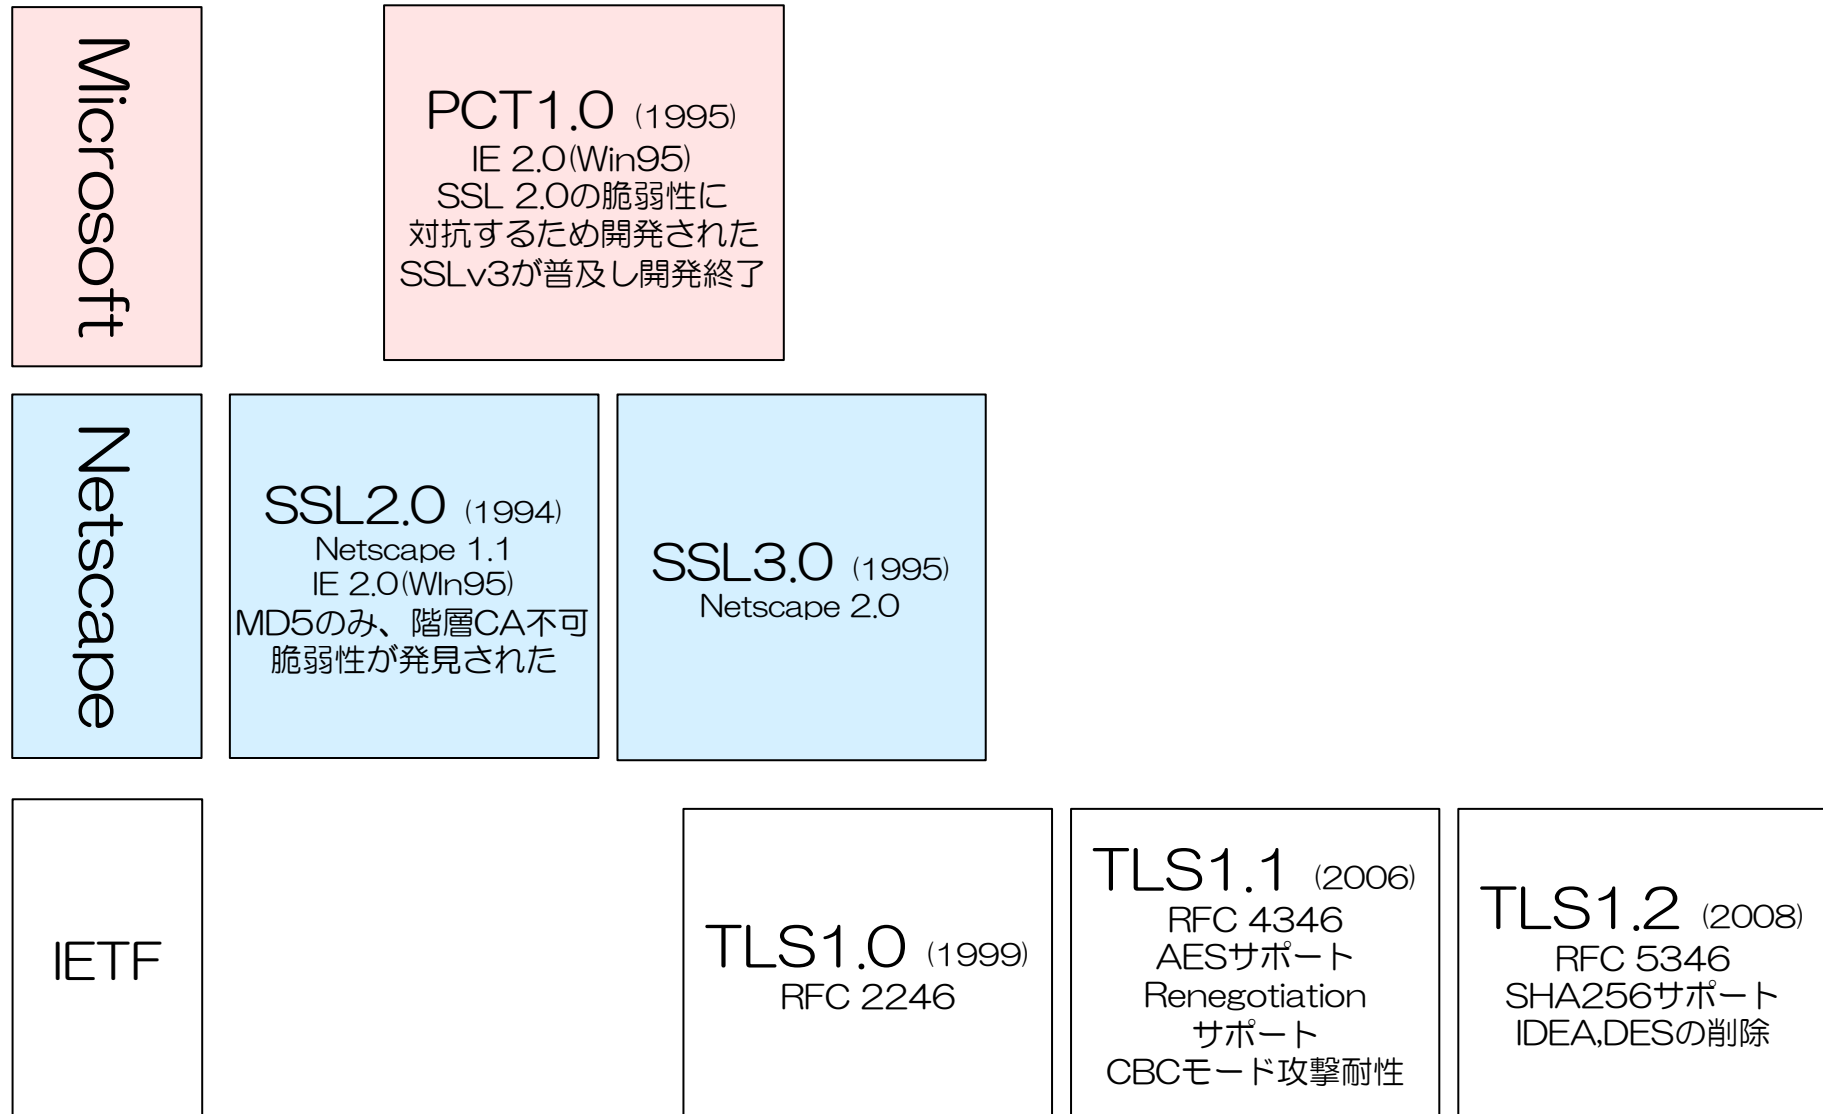 Microsoft
PCT1.0 (1995)
IE 2.0(Win95)
SSL 2.0の脆弱性に
対抗するため開発された
SSLv3が普及し開発終了
Netscape
SSL2.0 (1994)
Netscape 1.1
IE 2.0(WIn95)
MD5のみ、階層CA不可
脆弱性が発見された
SSL3.0 (1995)
Netscape 2.0
IETF
TLS1.0 (1999)
RFC 2246
TLS1.1 (2006)
RFC 4346
AESサポート
Renegotiation
サポート
CBCモード攻撃耐性
TLS1.2 (2008)
RFC 5346
SHA256サポート
IDEA,DESの削除